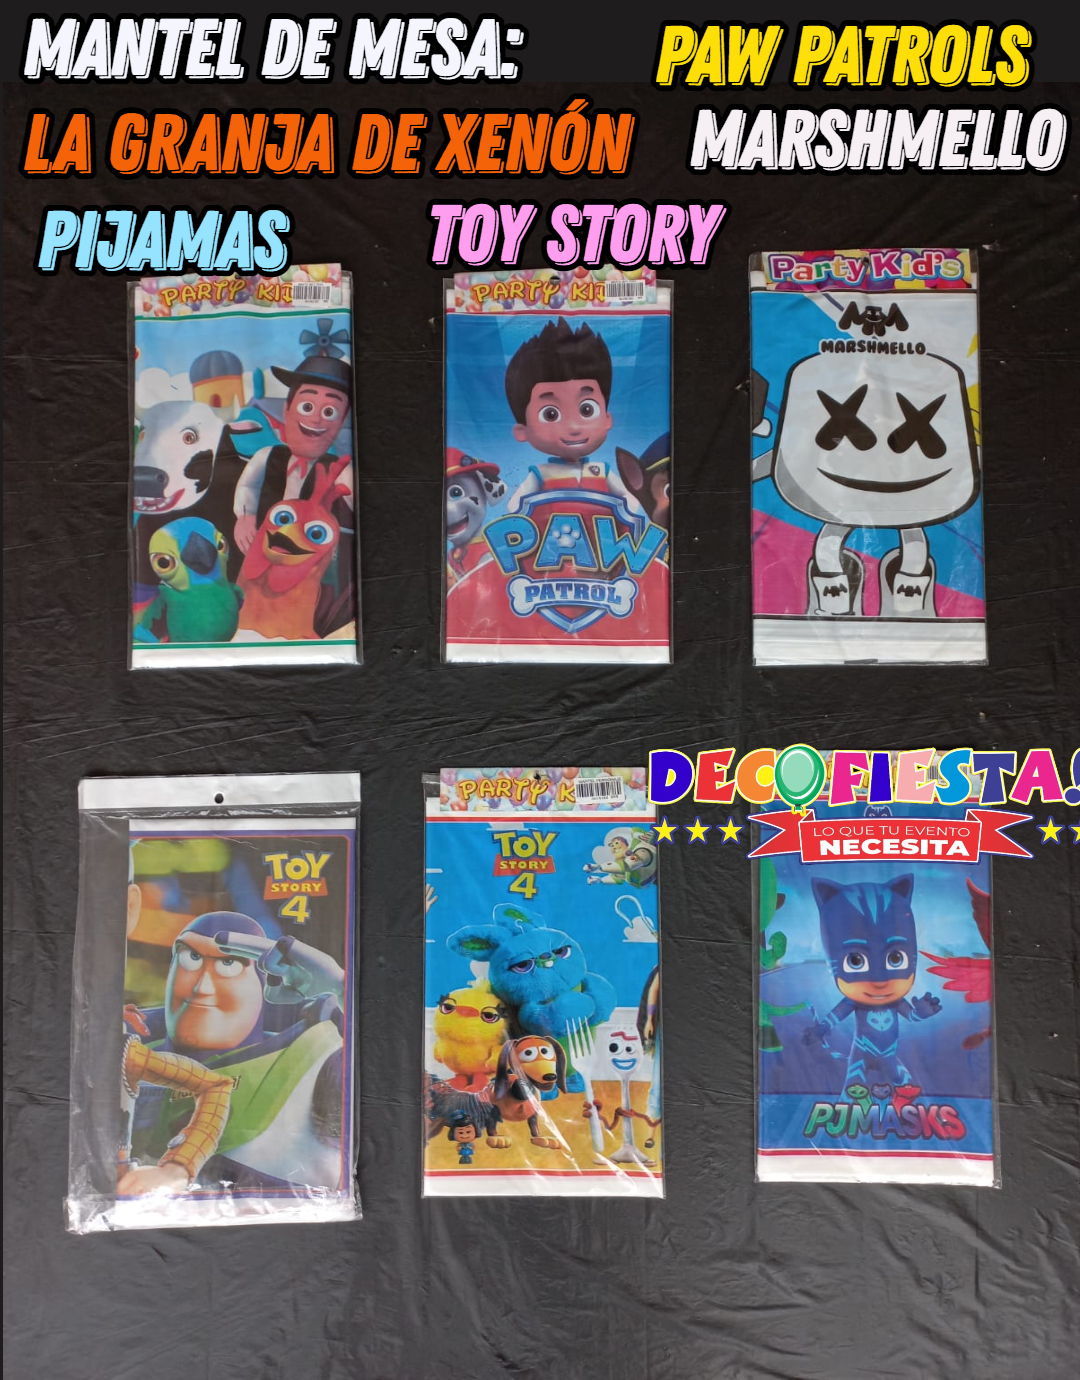 MANTEL DE MESA:
PAW PATROLS
LA GRANJA DE XENÓN
MARSHMELLO
PIJAMAS
TOY STORY
PARTY KI
PARTY KI
Party Kid's
MARSHMELLO
PAW
PATROL
DECOFIESTA!
LO QUE TU EVENTO
NECESITA
PARTY K
TOY
STORY
4
TOY
STORY
4
PJMASKS